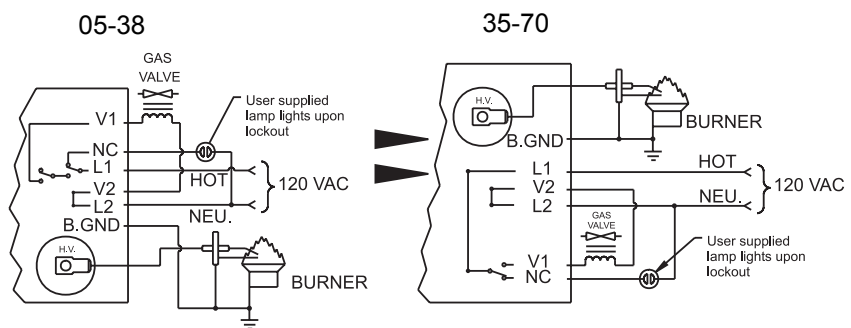 05-38
GAS
VALVE
V1
NC
L1
V2
L2
B.GND
H.V.
User supplied
lamp lights upon
lockout
HOT
120 VAC
NEU.
BURNER
35-70
H.V.
B.GND
BURNER
L1
V2
L2
HOT
NEU.
120 VAC
GAS
VALVE
V1
NC
User supplied
lamp lights upon
lockout